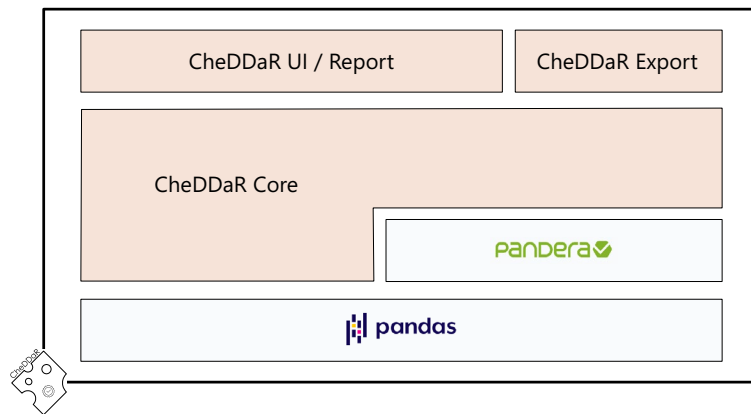 CheDDaR UI / Report
CheDDaR Export
CheDDaR Core
pandera
pandas
CheDDaR